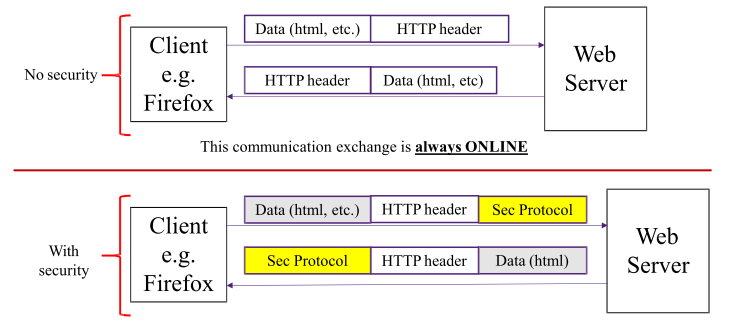 No security
Client
e.g.
Firefox
Data (html, etc.) HTTP header
HTTP header Data (html, etc)
Web
Server
This communication exchange is always ONLINE
With
security
Client
e.g.
Firefox
Data (html, etc.) HTTP header Sec Protocol
Sec Protocol HTTP header Data (html)
Web
Server